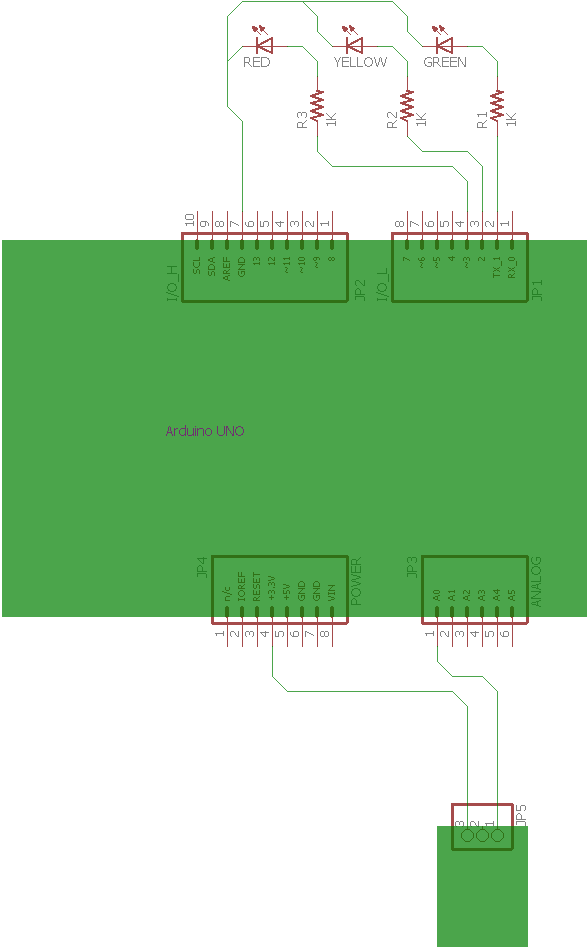 RED YELLOW GREEN
R3 1K R2 1K R1 1K
10 9 8 7 6 5 4 3 2 1
8 7 6 5 4 3 2 1
I/O_H SCL SDA AREF GND 13 12 ~11 ~10 ~9 8 JP2
I/O_L 7 ~6 ~5 4 ~3 2 TX_1 RX_0 JP1
Arduino UNO
JP4 n/c IOREF RESET +3.3V +5V GND GND VIN POWER
JP3 A0 A1 A2 A3 A4 A5 ANALOG
1 2 3 4 5 6 7 8
1 2 3 4 5 6
3 2 1 JP5